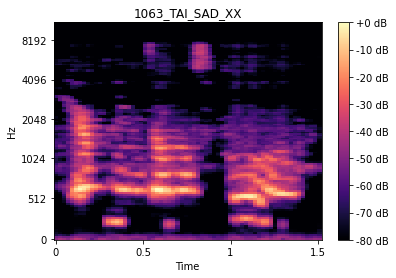 1063_TAI_SAD_XX
8192
4096
2048
1024
512
0
Hz
0
0.5
1
1.5
Time
+0 dB
-10 dB
-20 dB
-30 dB
-40 dB
-50 dB
-60 dB
-70 dB
-80 dB